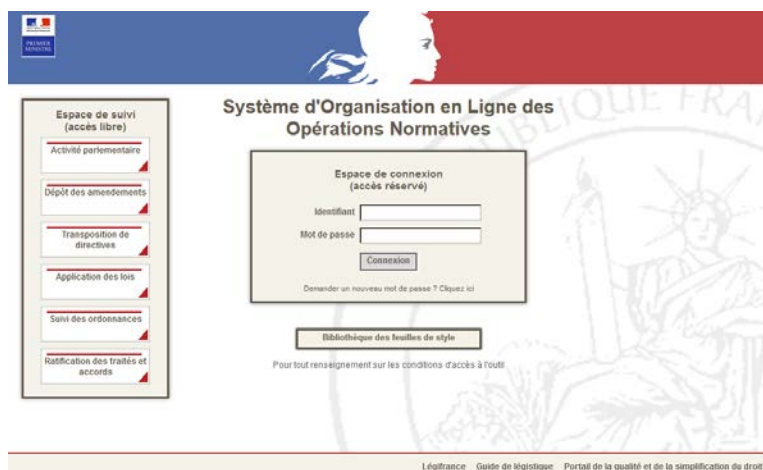 PREMIER
MINISTRE
Système d'Organisation en Ligne des
Opérations Normatives
Espace de suivi
(accès libre)
Activité parlementaire
Dépôt des amendements
Transposition de
directives
Application des lois
Suivi des ordonnances
Ratification des traités et
accords
Espace de connexion
(accès réservé)
Identifiant
Mot de passe
Connexion
Demander un nouveau mot de passe ? Cliquez ici
Bibliothèque des feuilles de style
Pour tout renseignement sur les conditions d'accès à l'outil
PUBLIQUE FRA
Légifrance Guide de légistique Portail de la qualité et de la simplification du droit